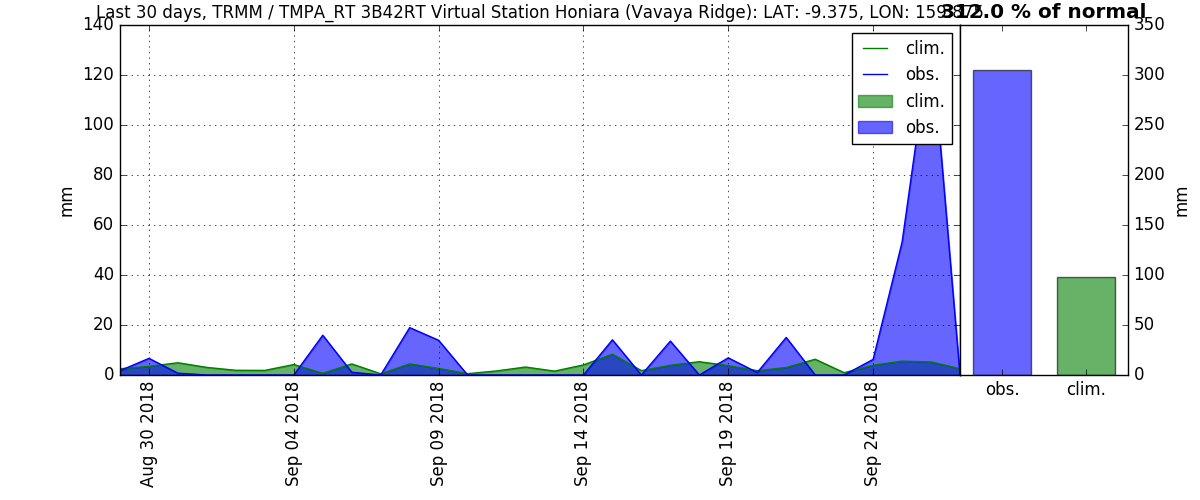 Last 30 days, TRMM / TMPA_RT 3B42RT Virtual Station Honiara (Vavaya Ridge): LAT: -9.375, LON:
312.0 % of normal
140
120
100
80
60
40
20
0
mm
clim.
obs.
clim.
obs.
350
300
250
200
150
100
50
0
mm
obs.
clim.
Aug 30 2018
Sep 04 2018
Sep 09 2018
Sep 14 2018
Sep 19 2018
Sep 24 2018